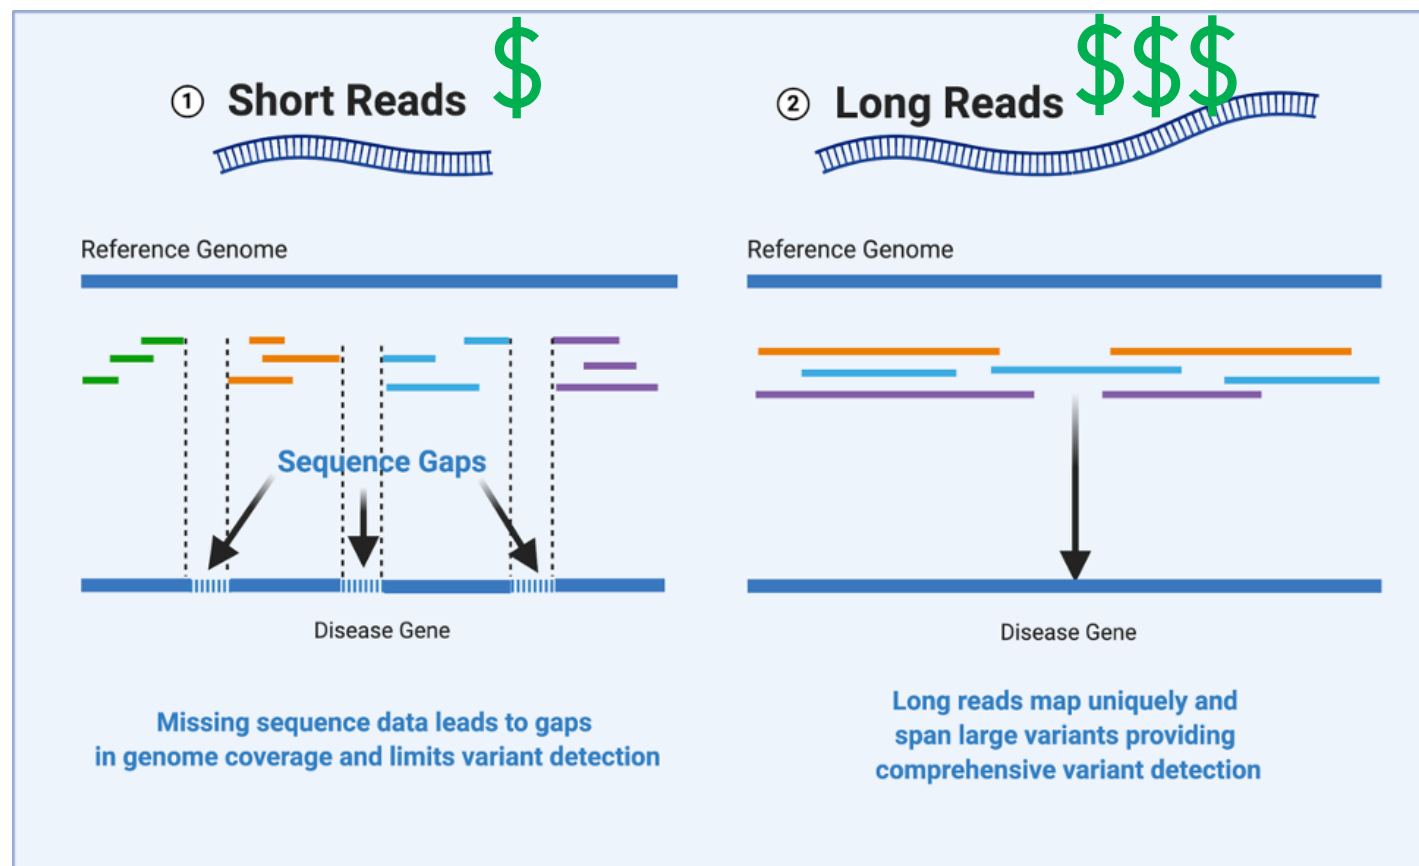 ① Short Reads $
② Long Reads $$$
Reference Genome
Reference Genome
Sequence Gaps
Disease Gene
Disease Gene
Missing sequence data leads to gaps
in genome coverage and limits variant detection
Long reads map uniquely and
span large variants providing
comprehensive variant detection